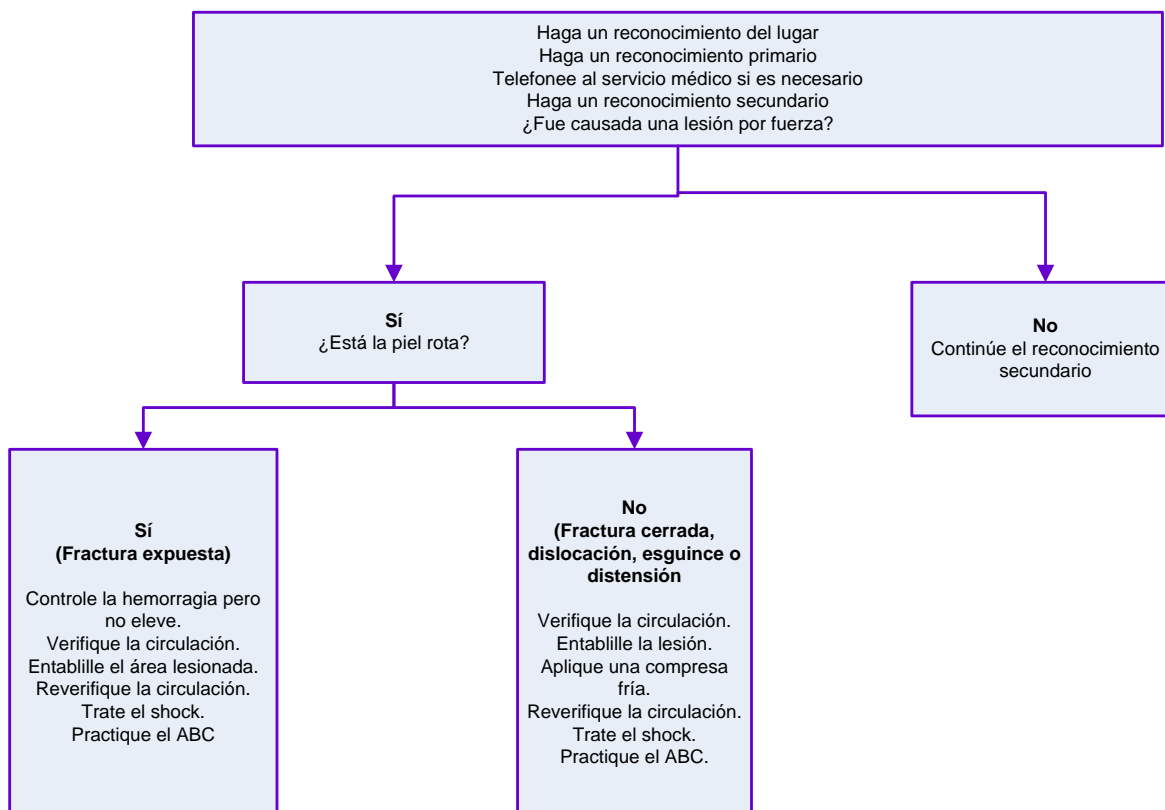 Haga un reconocimiento del lugar
Haga un reconocimiento primario
Telefonee al servicio médico si es necesario
Haga un reconocimiento secundario
¿Fue causada una lesión por fuerza?
Sí
¿Está la piel rota?
No
Continúe el reconocimiento
secundario
Sí
(Fractura expuesta)
Controle la hemorragia pero
no eleve.
Verifique la circulación.
Entablille el área lesionada.
Reverifique la circulación.
Trate el shock.
Practique el ABC
No
(Fractura cerrada,
dislocación, esguince o
distensión
Verifique la circulación.
Entablille la lesión.
Aplique una compresa
fría.
Reverifique la circulación.
Trate el shock.
Practique el ABC.